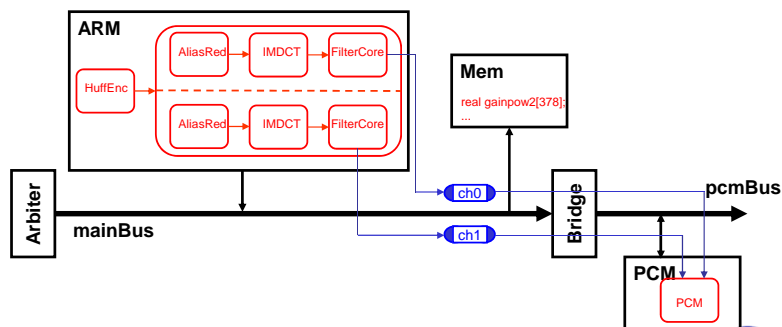 ARM
AliasRed
IMDCT
FilterCore
HuffEnc
AliasRed
IMDCT
FilterCore
Mem
real gainpow2[378];
...
Arbiter
mainBus
ch0
ch1
Bridge
pcmBus
PCM
PCM